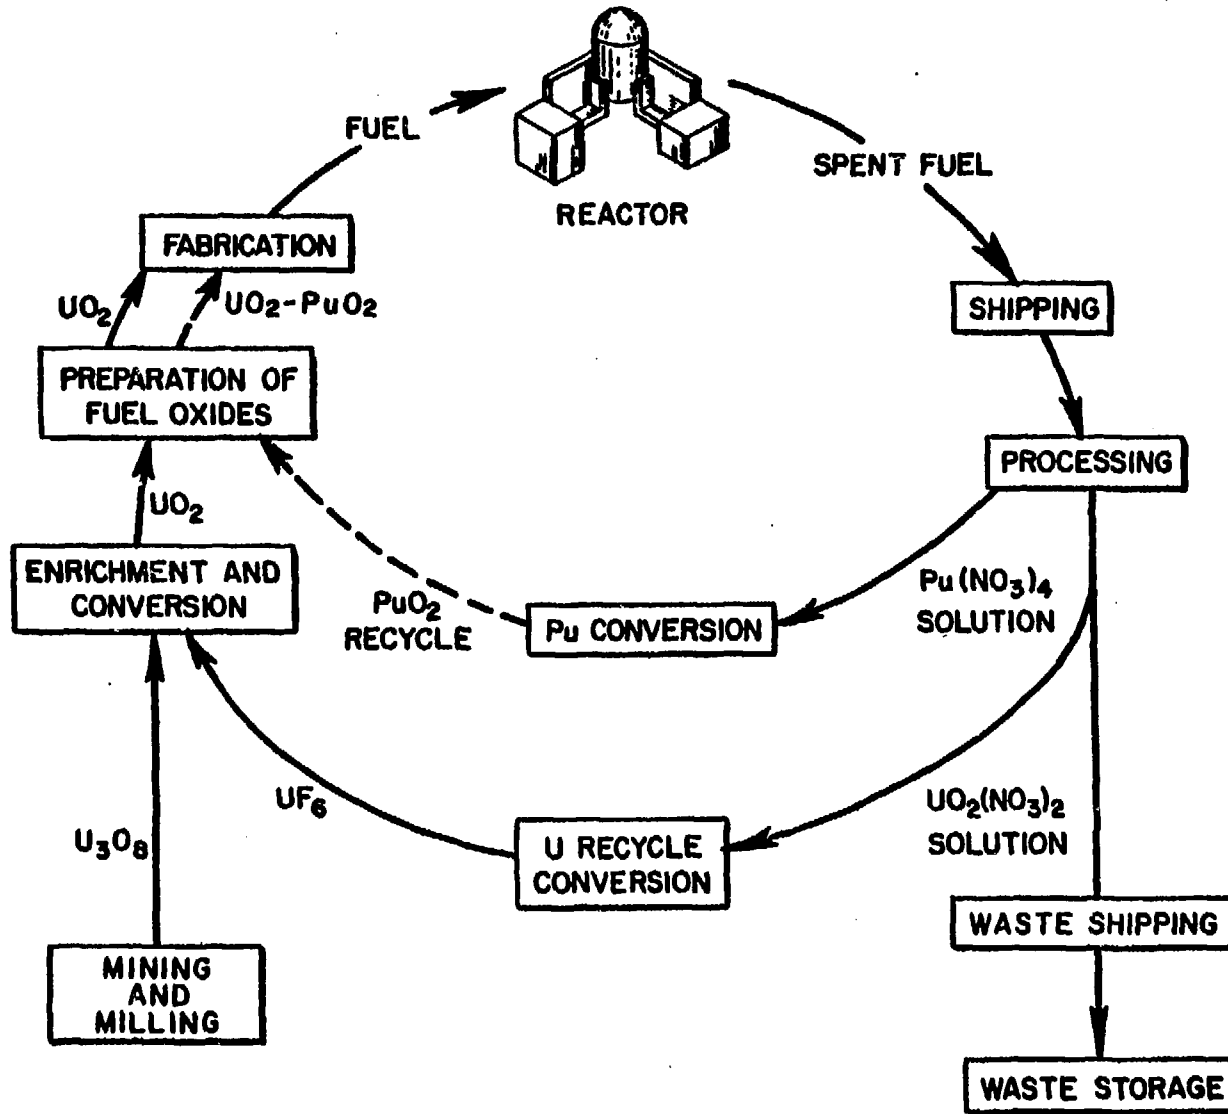 FUEL
REACTOR
SPENT FUEL
FABRICATION
UO2
UO2-PuO2
SHIPPING
PREPARATION OF
FUEL OXIDES
PROCESSING
UO2
ENRICHMENT AND
CONVERSION
PuO2
RECYCLE
Pu CONVERSION
Pu(NO3)4
SOLUTION
UF6
U3O8
U RECYCLE
CONVERSION
UO2(NO3)2
SOLUTION
MINING
AND
MILLING
WASTE SHIPPING
WASTE STORAGE